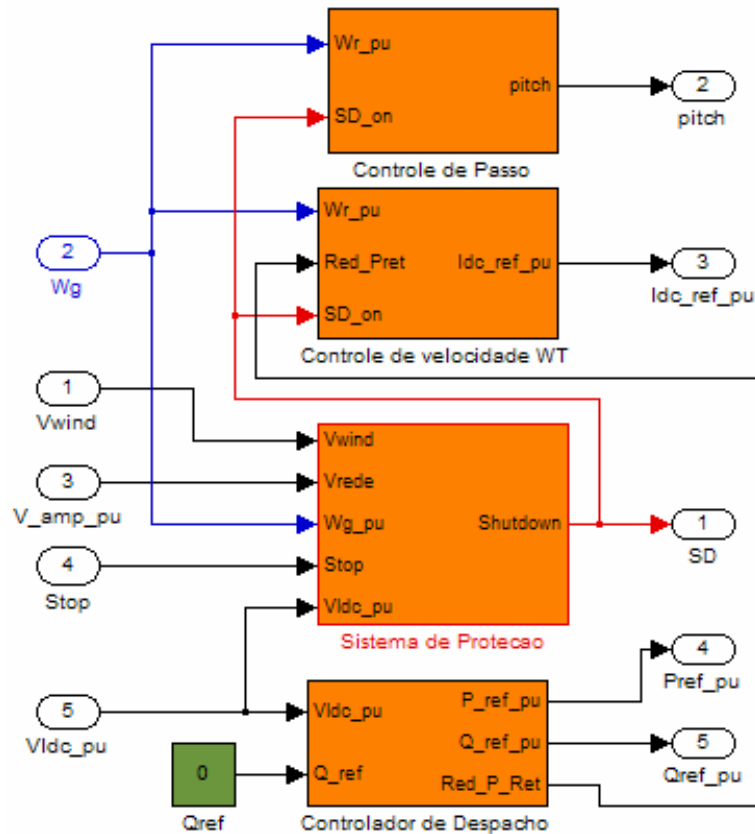 Wr_pu
pitch
SD_on
2
pitch
Controle de Passo
Wr_pu
Red_Pret
Idc_ref_pu
SD_on
2
Wg
3
Idc_ref_pu
Controle de velocidade WT
1
Vwind
3
V_amp_pu
4
Stop
Vwind
Vrede
Wg_pu
Shutdown
Stop
Vldc_pu
1
SD
Sistema de Protecao
5
Vldc_pu
0
Qref
Vldc_pu
P_ref_pu
Q_ref_pu
Q_ref
Red_P_Ret
4
Pref_pu
5
Qref_pu
Controlador de Despacho